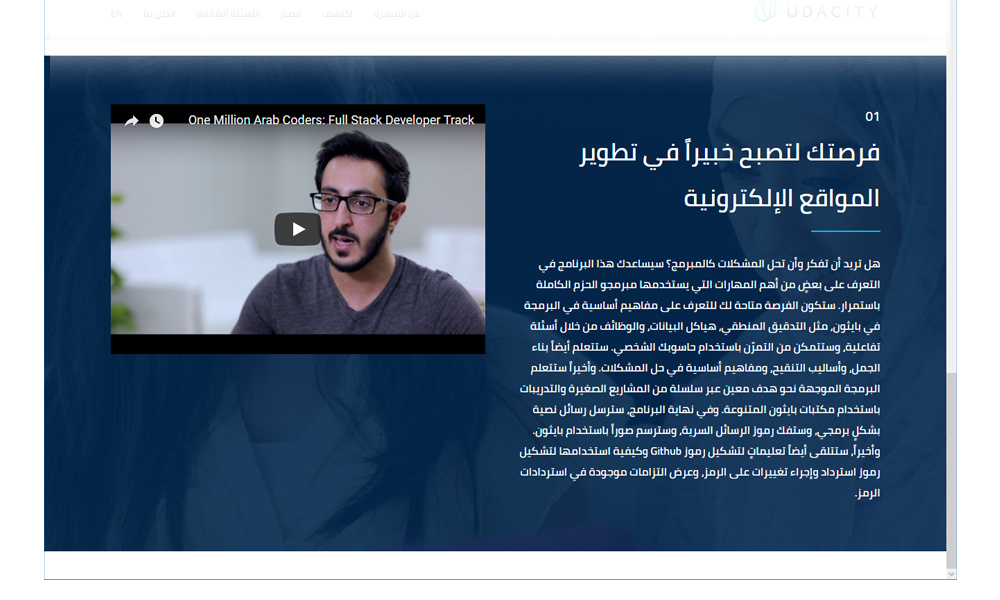 UDACITY
عن المبادرة
اكتشف
انضم
الأسئلة الشائعة
اتصل بنا
EN
01
فرصتك لتصبح خبيراً في تطوير
المواقع الإلكترونية
هل تريد أن تفكر وأن تحل المشكلات كالمبرمج؟ سيساعدك هذا البرنامج في
التعرف على بعضٍ من أهم المهارات التي يستخدمها مبرمجو الحزم الكاملة
باستمرار. ستكون الفرصة متاحة لك للتعرف على مفاهيم أساسية في البرمجة
في بايثون، مثل التدقيق المنطقي، هياكل البيانات، والوظائف من خلال أسئلة
تفاعلية، وستتمكن من التمرّن باستخدام حاسوبك الشخصي. ستتعلم أيضاً بناء
الجمل، وأساليب التنقيح، ومفاهيم أساسية في حل المشكلات. وأخيراً ستتعلم
البرمجة الموجهة نحو هدف معين عبر سلسلة من المشاريع الصغيرة والتدريبات
باستخدام مكتبات بايثون المتنوعة. وفي نهاية البرنامج، سترسل رسائل نصية
بشكلٍ برمجي، وستفك رموز الرسائل السرية، وسترسم صوراً باستخدام بايثون.
وأخيراً، ستتلقى أيضاً تعليماتٍ لتشكيل رموز Github وكيفية استخدامها لتشكيل
رموز استرداد وإجراء تغييرات على الرمز، وعرض التزامات موجودة في استردادات
الرمز.
One Million Arab Coders: Full Stack Developer Track